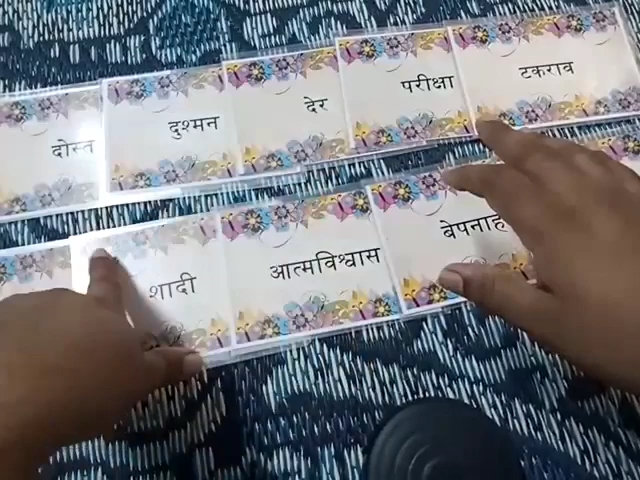 दोस्त
दुश्मन
देर
परीक्षा
टकराव
शादी
आत्मविश्वास
बेपनाह